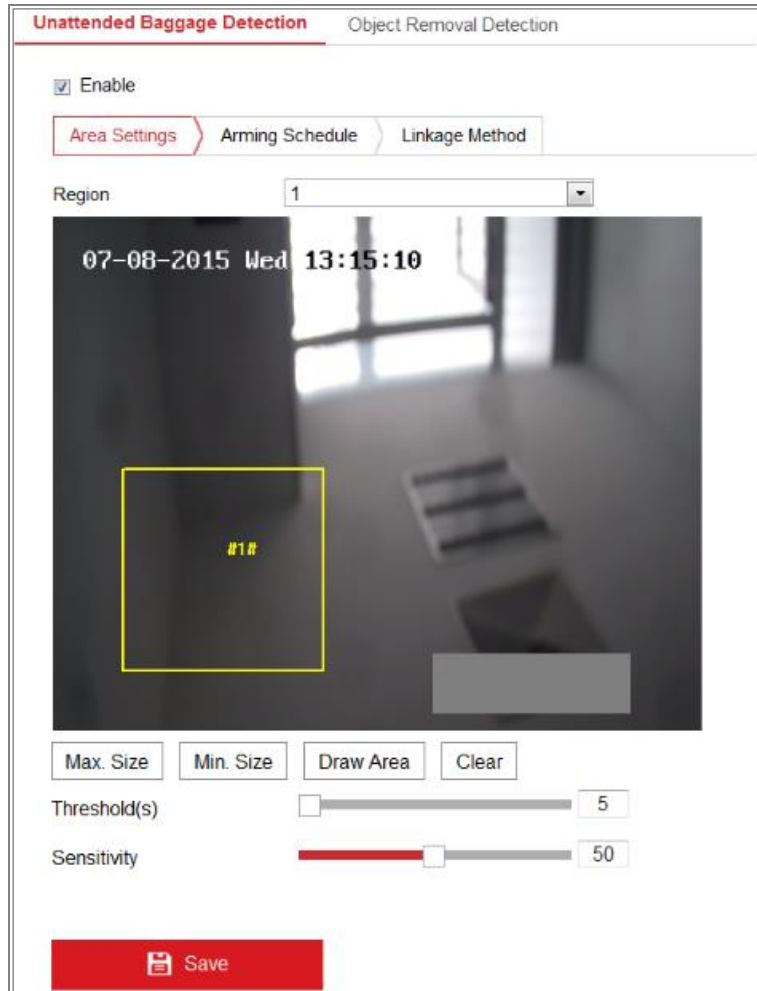 Unattended Baggage Detection Object Removal Detection
Enable
Area Settings Arming Schedule Linkage Method
Region 1
07-08-2015 Wed 13:15:10
#1#
Max. Size Min. Size Draw Area Clear
Threshold(s) 5
Sensitivity 50
Save